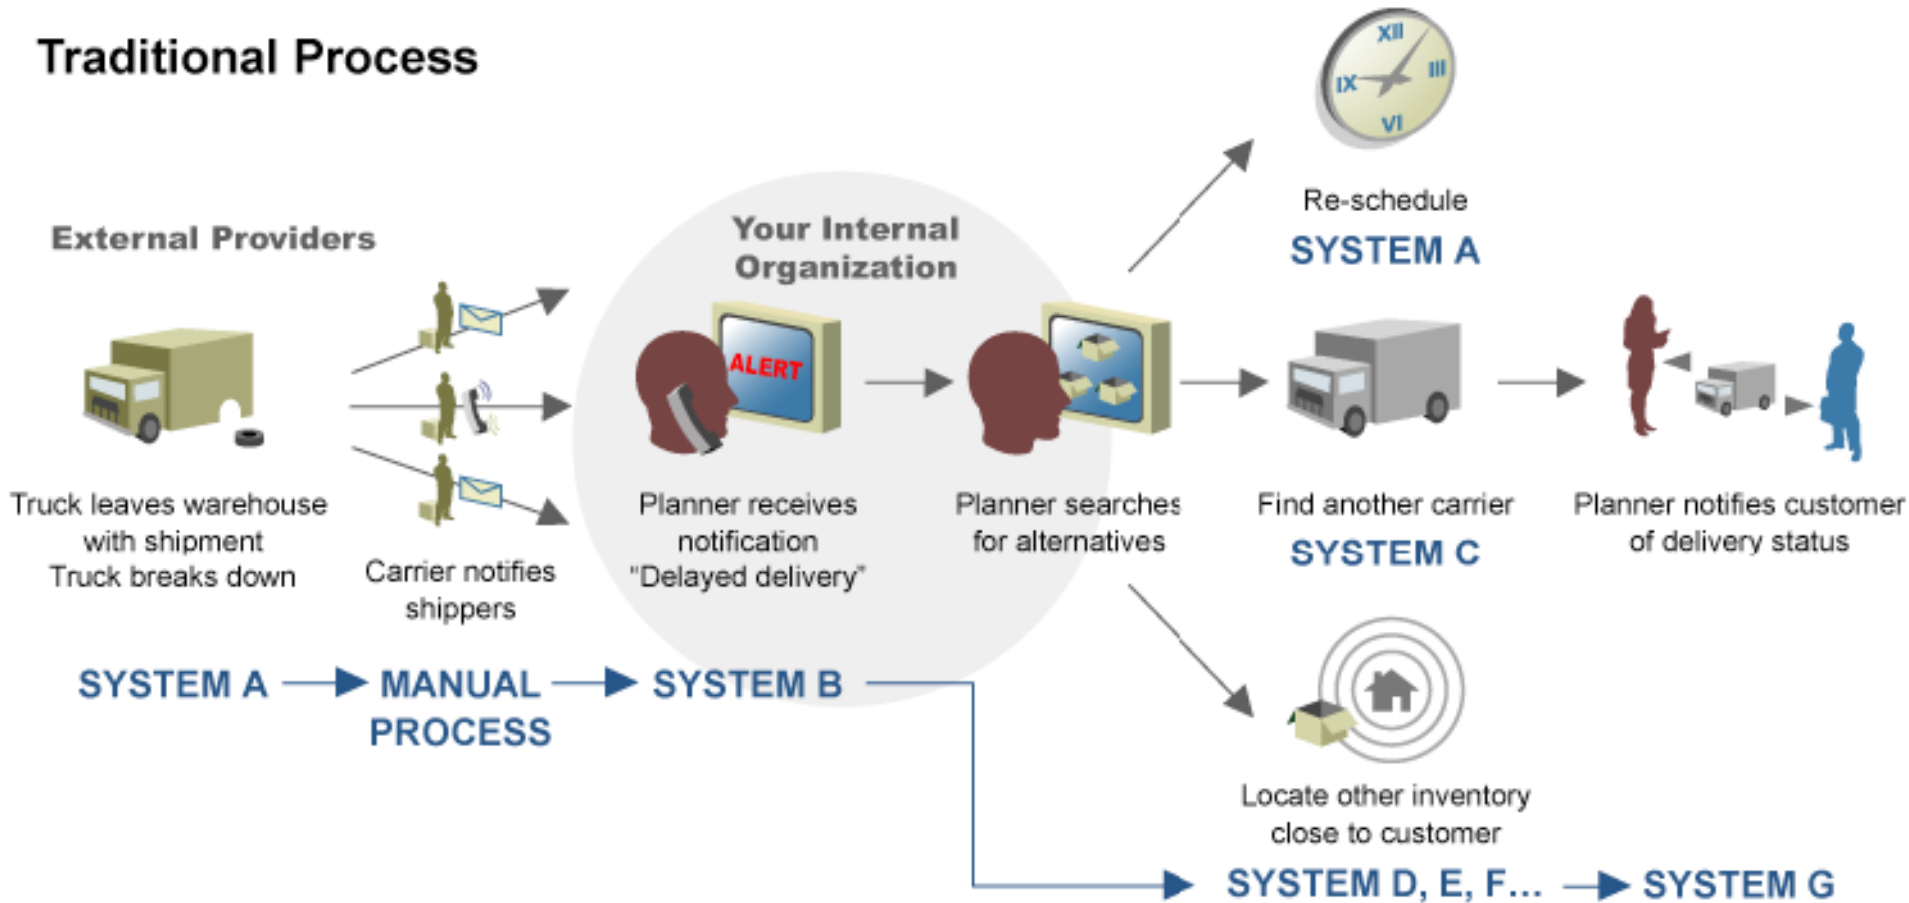 Traditional Process
XII
III
VI
IX
Re-schedule
SYSTEM A
External Providers
Your Internal
Organization
ALERT
Truck leaves warehouse
with shipment
Truck breaks down
Carrier notifies
shippers
Planner receives
notification
"Delayed delivery"
Planner searches
for alternatives
Find another carrier
SYSTEM C
Planner notifies customer
of delivery status
SYSTEM A
MANUAL
PROCESS
SYSTEM B
Locate other inventory
close to customer
SYSTEM D, E, F...
SYSTEM G